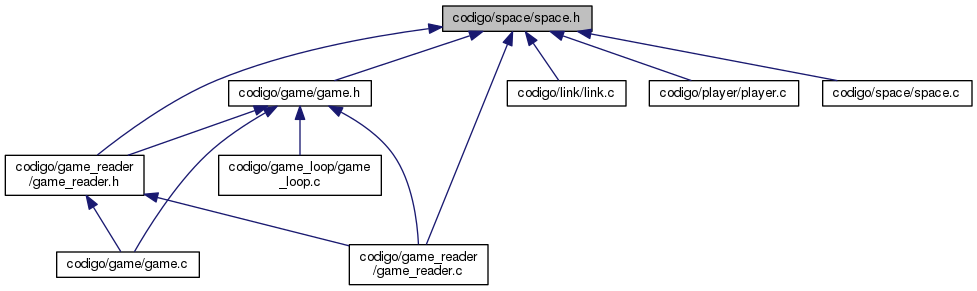 codigo/space/space.h
codigo/game/game.h
codigo/link/link.c
codigo/player/player.c
codigo/space/space.c
codigo/game_reader
/game_reader.h
codigo/game_loop/game
_loop.c
codigo/game/game.c
codigo/game_reader
/game_reader.c